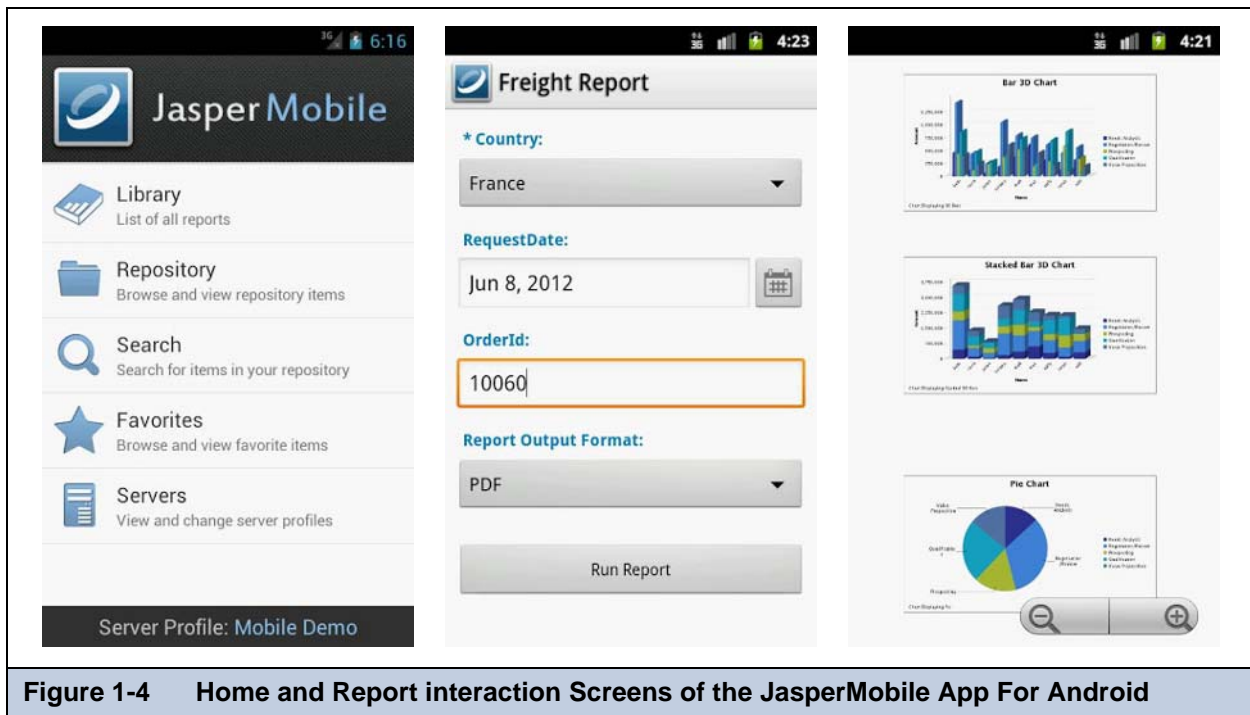 3G 6:16
Jasper Mobile
Library
List of all reports
Repository
Browse and view repository items
Search
Search for items in your repository
Favorites
Browse and view favorite items
Servers
View and change server profiles
Server Profile: Mobile Demo
3G 4:23
Freight Report
* Country:
France
RequestDate:
Jun 8, 2012
OrderId:
10060
Report Output Format:
PDF
Run Report
3G 4:21
Bar 3D Chart
Stacked Bar 3D Chart
Pie Chart
Figure 1-4 Home and Report interaction Screens of the JasperMobile App For Android